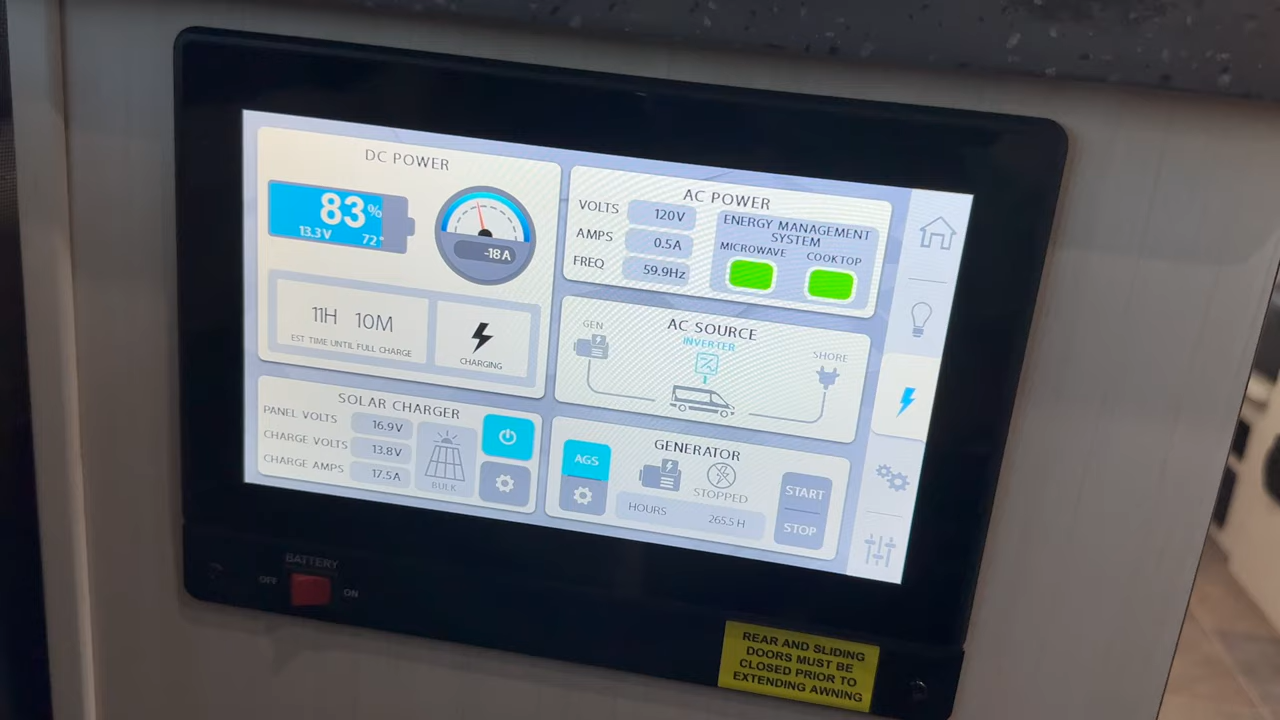 DC POWER
83%
13.3V 72°
-18A
11H 10M
EST TIME UNTIL FULL CHARGE
CHARGING
AC POWER
VOLTS 120V
AMPS 0.5A
FREQ 59.9Hz
ENERGY MANAGEMENT
SYSTEM
MICROWAVE COOKTOP
AC SOURCE
GEN
INVERTER
SHORE
SOLAR CHARGER
PANEL VOLTS 16.9V
CHARGE VOLTS 13.8V
CHARGE AMPS 17.5A
BULK
GENERATOR
AGS
STOPPED
HOURS 265.5 H
START
STOP
BATTERY
OFF ON
REAR AND SLIDING
DOORS MUST BE
CLOSED PRIOR TO
EXTENDING AWNING